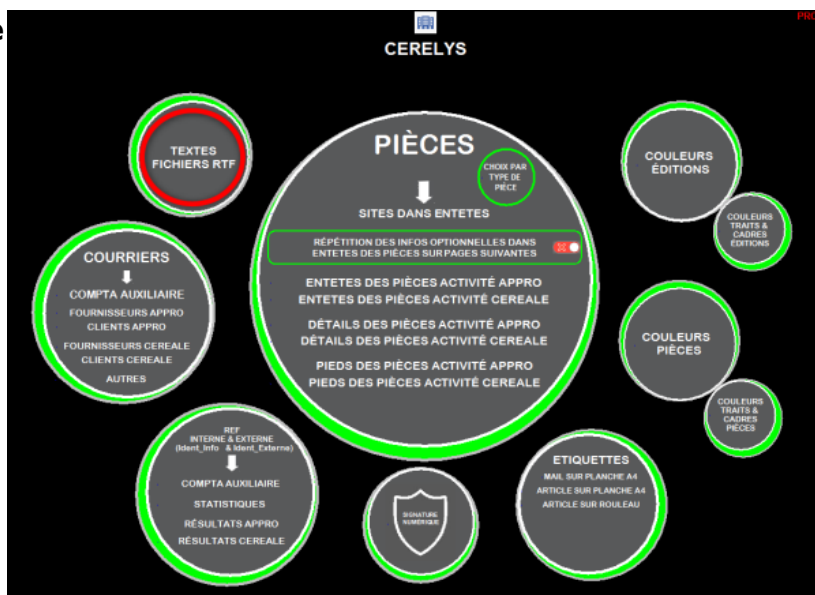 e
PRO
CERELYS
TEXTES
FICHIERS RTF
PIÈCES
CHOIX PAR
TYPE DE
PIÈCE
SITES DANS ENTETES
RÉPÉTITION DES INFOS OPTIONNELLES DANS
ENTETES DES PIÈCES SUR PAGES SUIVANTES
ENTETES DES PIÈCES ACTIVITÉ APPRO
ENTETES DES PIÈCES ACTIVITÉ CEREALE
DÉTAILS DES PIÈCES ACTIVITÉ APPRO
DÉTAILS DES PIÈCES ACTIVITÉ CEREALE
PIEDS DES PIÈCES ACTIVITÉ APPRO
PIEDS DES PIÈCES ACTIVITÉ CEREALE
COULEURS
ÉDITIONS
COULEURS
TRAITS &
CADRES
ÉDITIONS
COURRIERS
COMPTA AUXILIAIRE
FOURNISSEURS APPRO
CLIENTS APPRO
FOURNISSEURS CEREALE
CLIENTS CEREALE
AUTRES
COULEURS
PIÈCES
COULEURS
TRAITS &
CADRES
PIÈCES
REF
INTERNE & EXTERNE
(Ident_Info & Ident_Externe)
COMPTA AUXILIAIRE
STATISTIQUES
RÉSULTATS APPRO
RÉSULTATS CEREALE
SIGNATURE
NUMÉRIQUE
ETIQUETTES
MAIL SUR PLANCHE A4
ARTICLE SUR PLANCHE A4
ARTICLE SUR ROULEAU